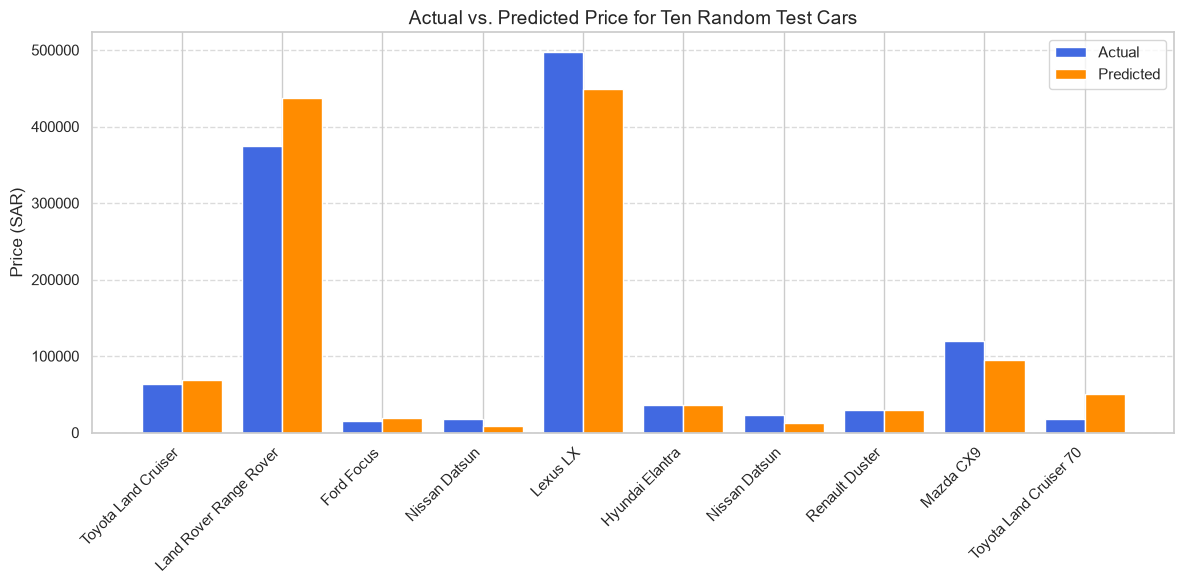 Actual vs. Predicted Price for Ten Random Test Cars
Actual
Predicted
Price (SAR)
500000
400000
300000
200000
100000
0
Toyota Land Cruiser
Land Rover Range Rover
Ford Focus
Nissan Datsun
Lexus LX
Hyundai Elantra
Nissan Datsun
Renault Duster
Mazda CX9
Toyota Land Cruiser 70